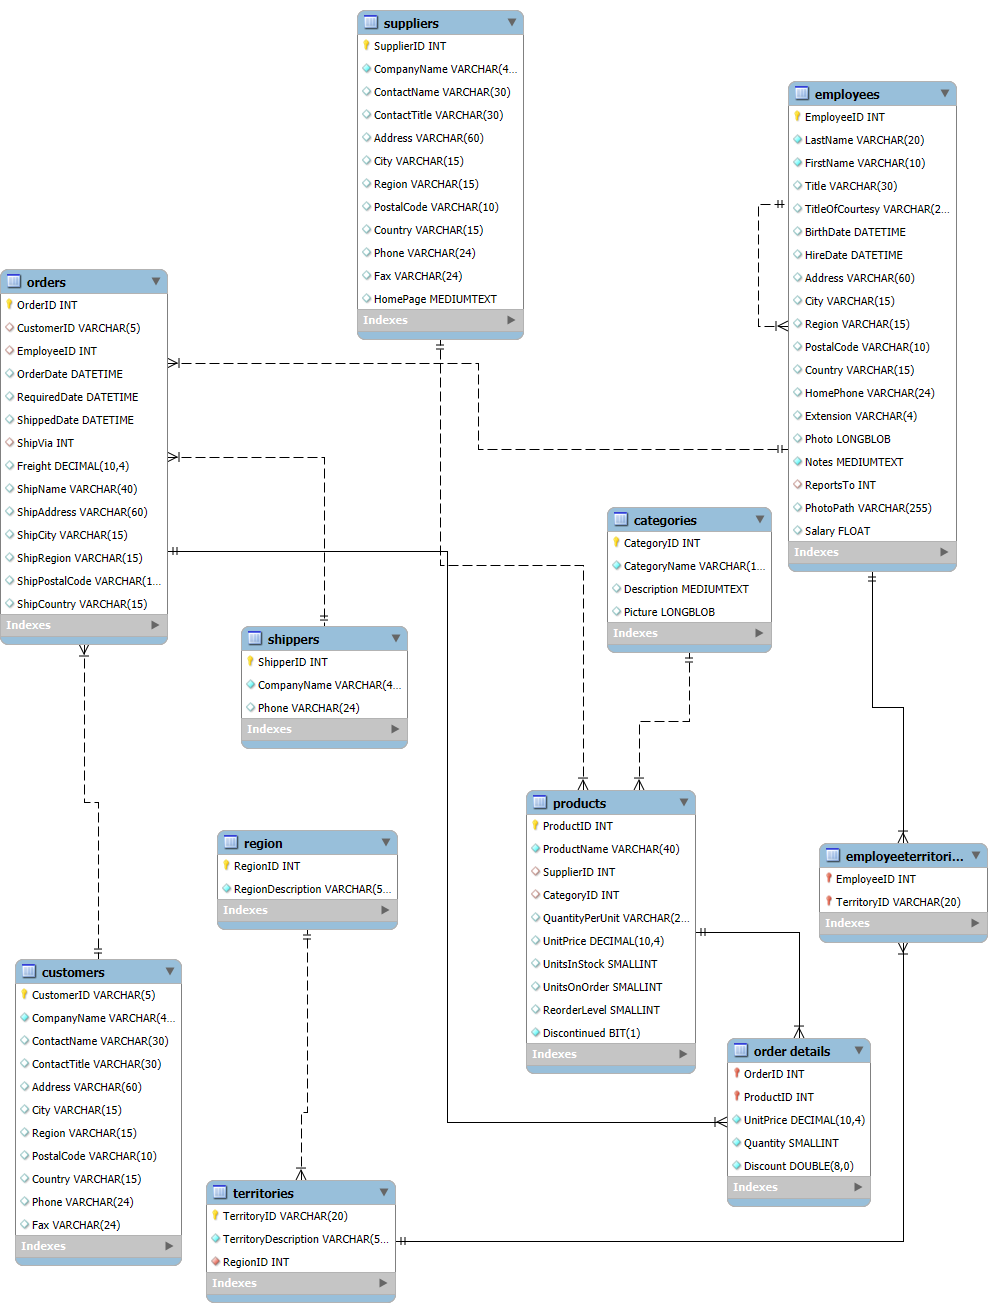 suppliers
SupplierID INT
CompanyName VARCHAR(4...
ContactName VARCHAR(30)
ContactTitle VARCHAR(30)
Address VARCHAR(60)
City VARCHAR(15)
Region VARCHAR(15)
PostalCode VARCHAR(10)
Country VARCHAR(15)
Phone VARCHAR(24)
Fax VARCHAR(24)
HomePage MEDIUMTEXT
Indexes
employees
EmployeeID INT
LastName VARCHAR(20)
FirstName VARCHAR(10)
Title VARCHAR(30)
TitleOfCourtesy VARCHAR(2...
BirthDate DATETIME
HireDate DATETIME
Address VARCHAR(60)
City VARCHAR(15)
Region VARCHAR(15)
PostalCode VARCHAR(10)
Country VARCHAR(15)
HomePhone VARCHAR(24)
Extension VARCHAR(4)
Photo LONGBLOB
Notes MEDIUMTEXT
ReportsTo INT
PhotoPath VARCHAR(255)
Salary FLOAT
Indexes
orders
OrderID INT
CustomerID VARCHAR(5)
EmployeeID INT
OrderDate DATETIME
RequiredDate DATETIME
ShippedDate DATETIME
ShipVia INT
Freight DECIMAL(10,4)
ShipName VARCHAR(40)
ShipAddress VARCHAR(60)
ShipCity VARCHAR(15)
ShipRegion VARCHAR(15)
ShipPostalCode VARCHAR(1...
ShipCountry VARCHAR(15)
Indexes
categories
CategoryID INT
CategoryName VARCHAR(1...
Description MEDIUMTEXT
Picture LONGBLOB
Indexes
shippers
ShipperID INT
CompanyName VARCHAR(4...
Phone VARCHAR(24)
Indexes
products
ProductID INT
ProductName VARCHAR(40)
SupplierID INT
CategoryID INT
QuantityPerUnit VARCHAR(2...
UnitPrice DECIMAL(10,4)
UnitsInStock SMALLINT
UnitsOnOrder SMALLINT
ReorderLevel SMALLINT
Discontinued BIT(1)
Indexes
region
RegionID INT
RegionDescription VARCHAR(5...
Indexes
employeeterritori...
EmployeeID INT
TerritoryID VARCHAR(20)
Indexes
customers
CustomerID VARCHAR(5)
CompanyName VARCHAR(4...
ContactName VARCHAR(30)
ContactTitle VARCHAR(30)
Address VARCHAR(60)
City VARCHAR(15)
Region VARCHAR(15)
PostalCode VARCHAR(10)
Country VARCHAR(15)
Phone VARCHAR(24)
Fax VARCHAR(24)
Indexes
order details
OrderID INT
ProductID INT
UnitPrice DECIMAL(10,4)
Quantity SMALLINT
Discount DOUBLE(8,0)
Indexes
territories
TerritoryID VARCHAR(20)
TerritoryDescription VARCHAR(5...
RegionID INT
Indexes